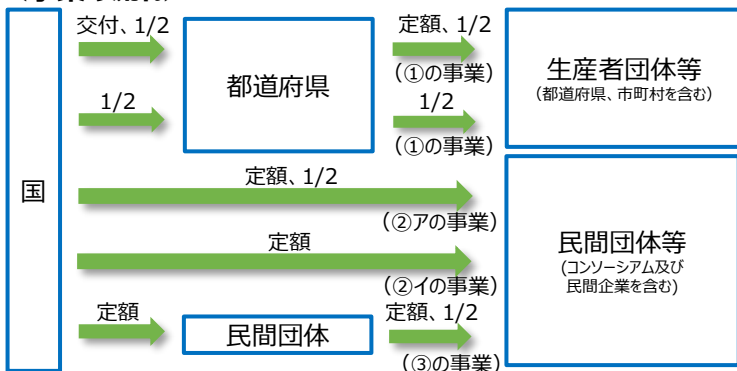 交付、1/2
定額、1/2
(①の事業)
都道府県
生産者団体等
(都道府県、市町村を含む)
1/2
1/2
(①の事業)
国
定額、1/2
(②アの事業)
定額
(②イの事業)
民間団体等
(コンソーシアム及び
民間企業を含む)
定額
民間団体
定額、1/2
(③の事業)